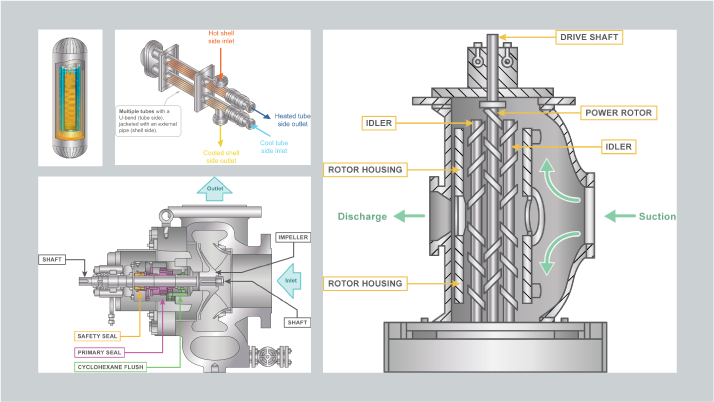 Hot shell
side inlet
Multiple tubes with a
U-bend (tube side),
jacketed with an external
pipe (shell side).
Heated tube
side outlet
Cool tube
side inlet
Cooled shell
side outlet
Outlet
IMPELLER
SHAFT
Inlet
SHAFT
SAFETY SEAL
PRIMARY SEAL
CYCLOHEXANE FLUSH
DRIVE SHAFT
POWER ROTOR
IDLER
IDLER
ROTOR HOUSING
Discharge
Suction
ROTOR HOUSING